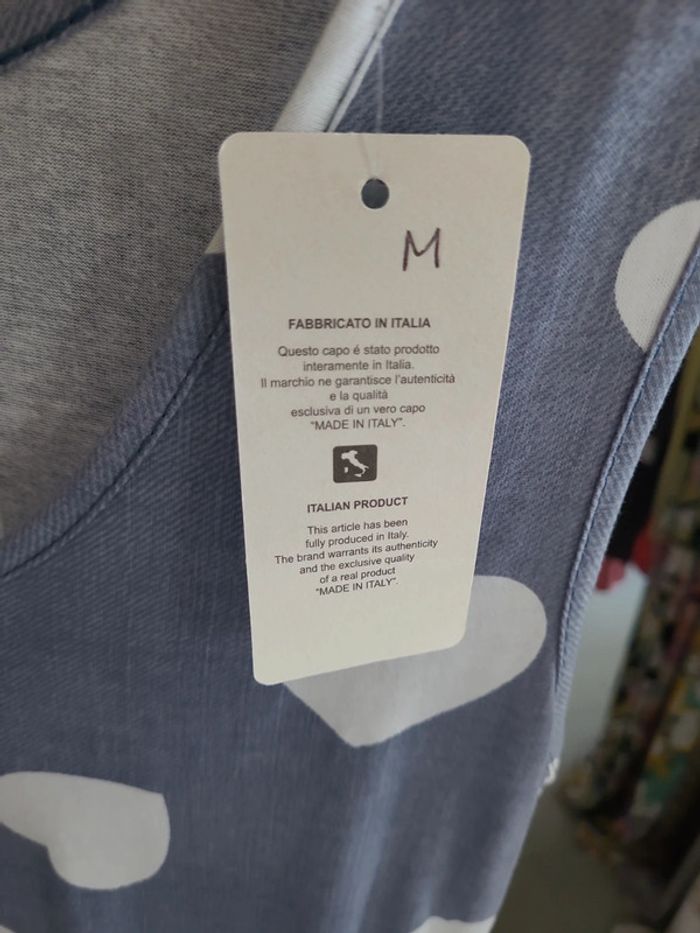 M
FABBRICATO IN ITALIA
Questo capo é stato prodotto
interamente in Italia.
Il marchio ne garantisce l'autenticità
e la qualità
esclusiva di un vero capo
"MADE IN ITALY".
ITALIAN PRODUCT
This article has been
fully produced in Italy.
The brand warrants its authenticity
and the exclusive quality
of a real product
"MADE IN ITALY".